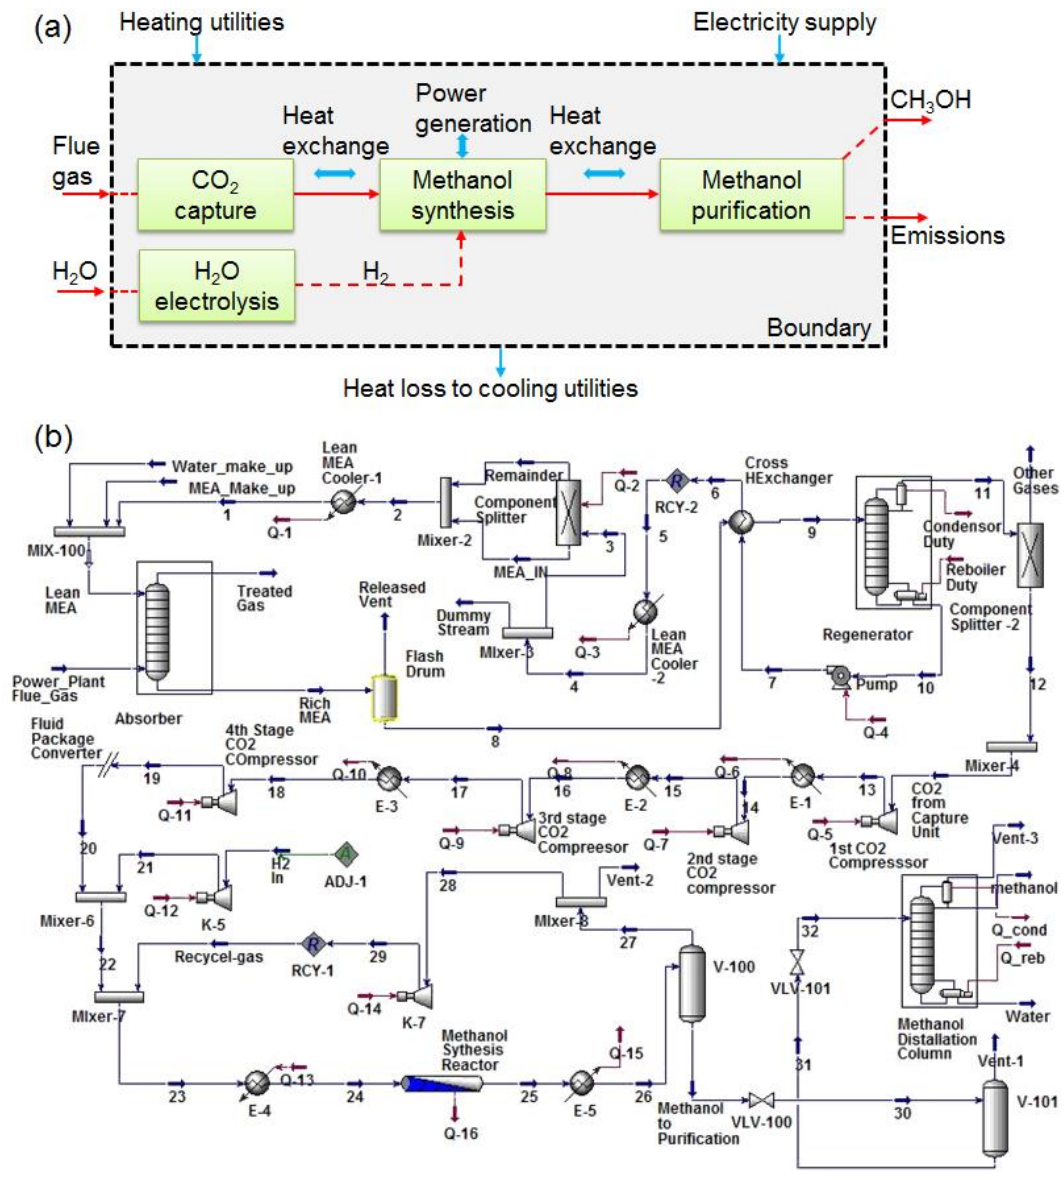 (a)
Heating utilities
Electricity supply
Power
generation
CH3OH
Heat
exchange
Heat
exchange
Flue
gas
CO2
capture
Methanol
synthesis
Methanol
purification
Emissions
H2O
H2O
electrolysis
H2
Boundary
Heat loss to cooling utilities
(b)
Water_make_up
MEA_Make_up
Lean
MEA
Cooler-1
1
Q-1
2
Mixer-2
Remainder
Component
Splitter
Q-2
3
MEA_IN
RCY-2
R
6
5
Cross
HExchanger
9
11
Other
Gases
Condensor
Duty
Reboiler
Duty
Component
Splitter -2
Regenerator
MIX-100
Lean
MEA
Treated
Gas
Released
Vent
Flash
Drum
Dummy
Stream
MIxer-3
Q-3
Lean
MEA
Cooler
-2
4
7
Pump
10
12
Q-4
Power_Plant
Flue_Gas
Absorber
Rich
MEA
8
Mixer-4
Fluid
Package
Converter
19
4th Stage
CO2
COmpressor
18
Q-11
Q-10
E-3
17
Q-9
3rd stage
CO2
Compreesor
Q-8
16
E-2
15
Q-7
2nd stage
CO2
compressor
Q-6
14
E-1
13
Q-5
1st CO2
Compresssor
CO2
from
Capture
Unit
20
21
Q-12
K-5
H2
In
A
ADJ-1
28
Vent-2
MIxer-8
27
Vent-3
methanol
Q_cond
Q_reb
Water
Methanol
Distallation
Column
32
VLV-101
31
Mixer-6
22
Recycel-gas
R
RCY-1
29
Q-14
K-7
V-100
MIxer-7
23
Q-13
E-4
24
Methanol
Sythesis
Reactor
Q-16
25
Q-15
E-5
26
Methanol
to
Purification
VLV-100
30
Vent-1
V-101